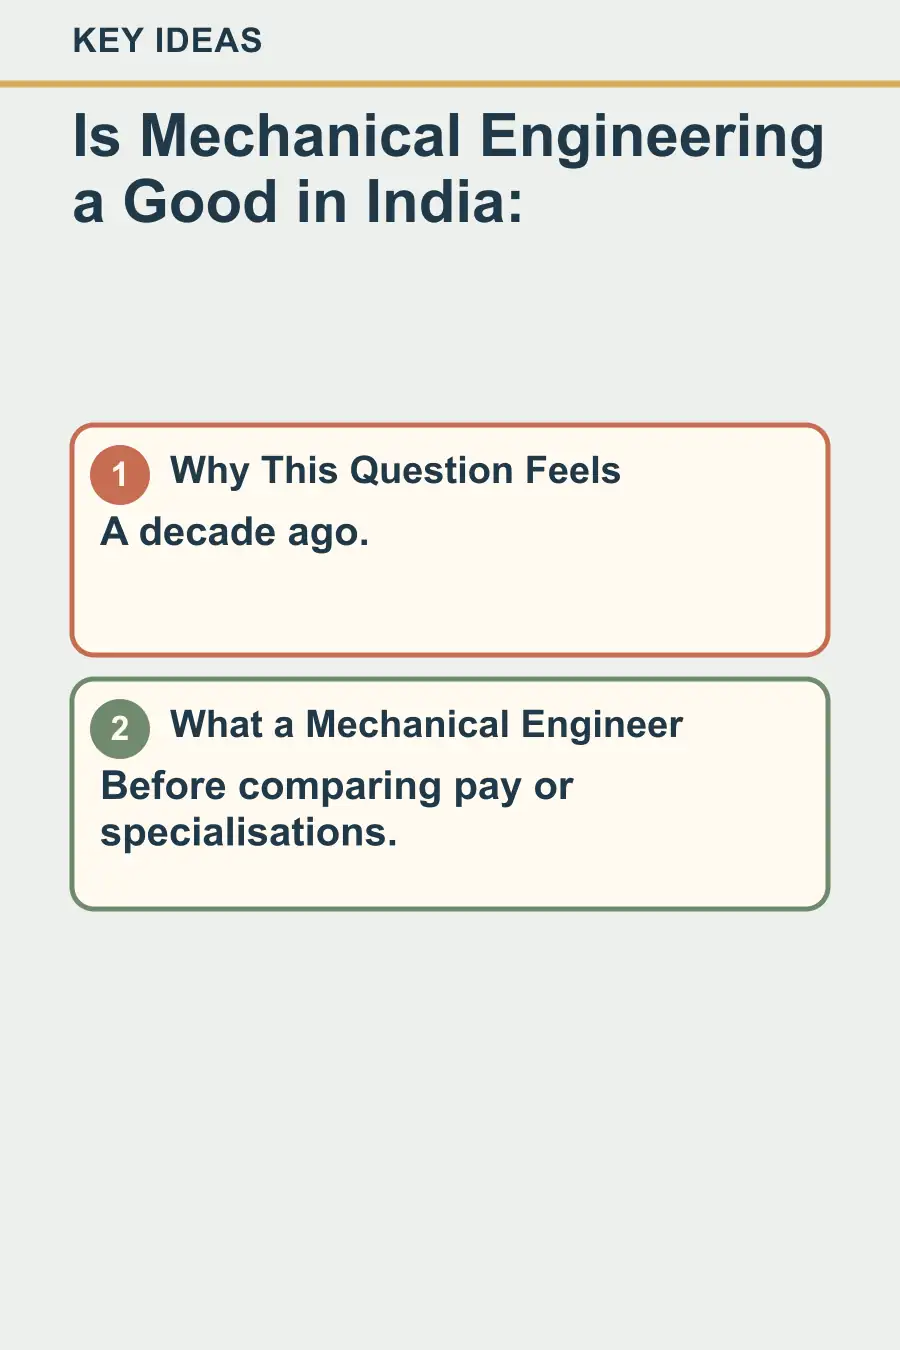 KEY IDEAS
Is Mechanical Engineering
a Good in India:
1 Why This Question Feels
A decade ago.
2 What a Mechanical Engineer
Before comparing pay or
specialisations.